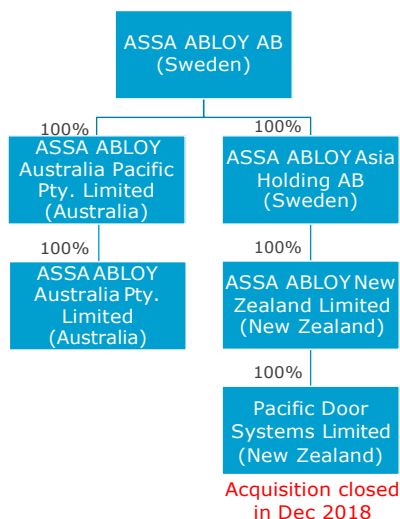 ASSA ABLOY AB
(Sweden)
100%
100%
ASSA ABLOY
Australia Pacific
Pty. Limited
(Australia)
ASSA ABLOY Asia
Holding AB
(Sweden)
100%
100%
ASSA ABLOY
Australia Pty.
Limited
(Australia)
ASSA ABLOY New
Zealand Limited
(New Zealand)
100%
Pacific Door
Systems Limited
(New Zealand)
Acquisition closed
in Dec 2018